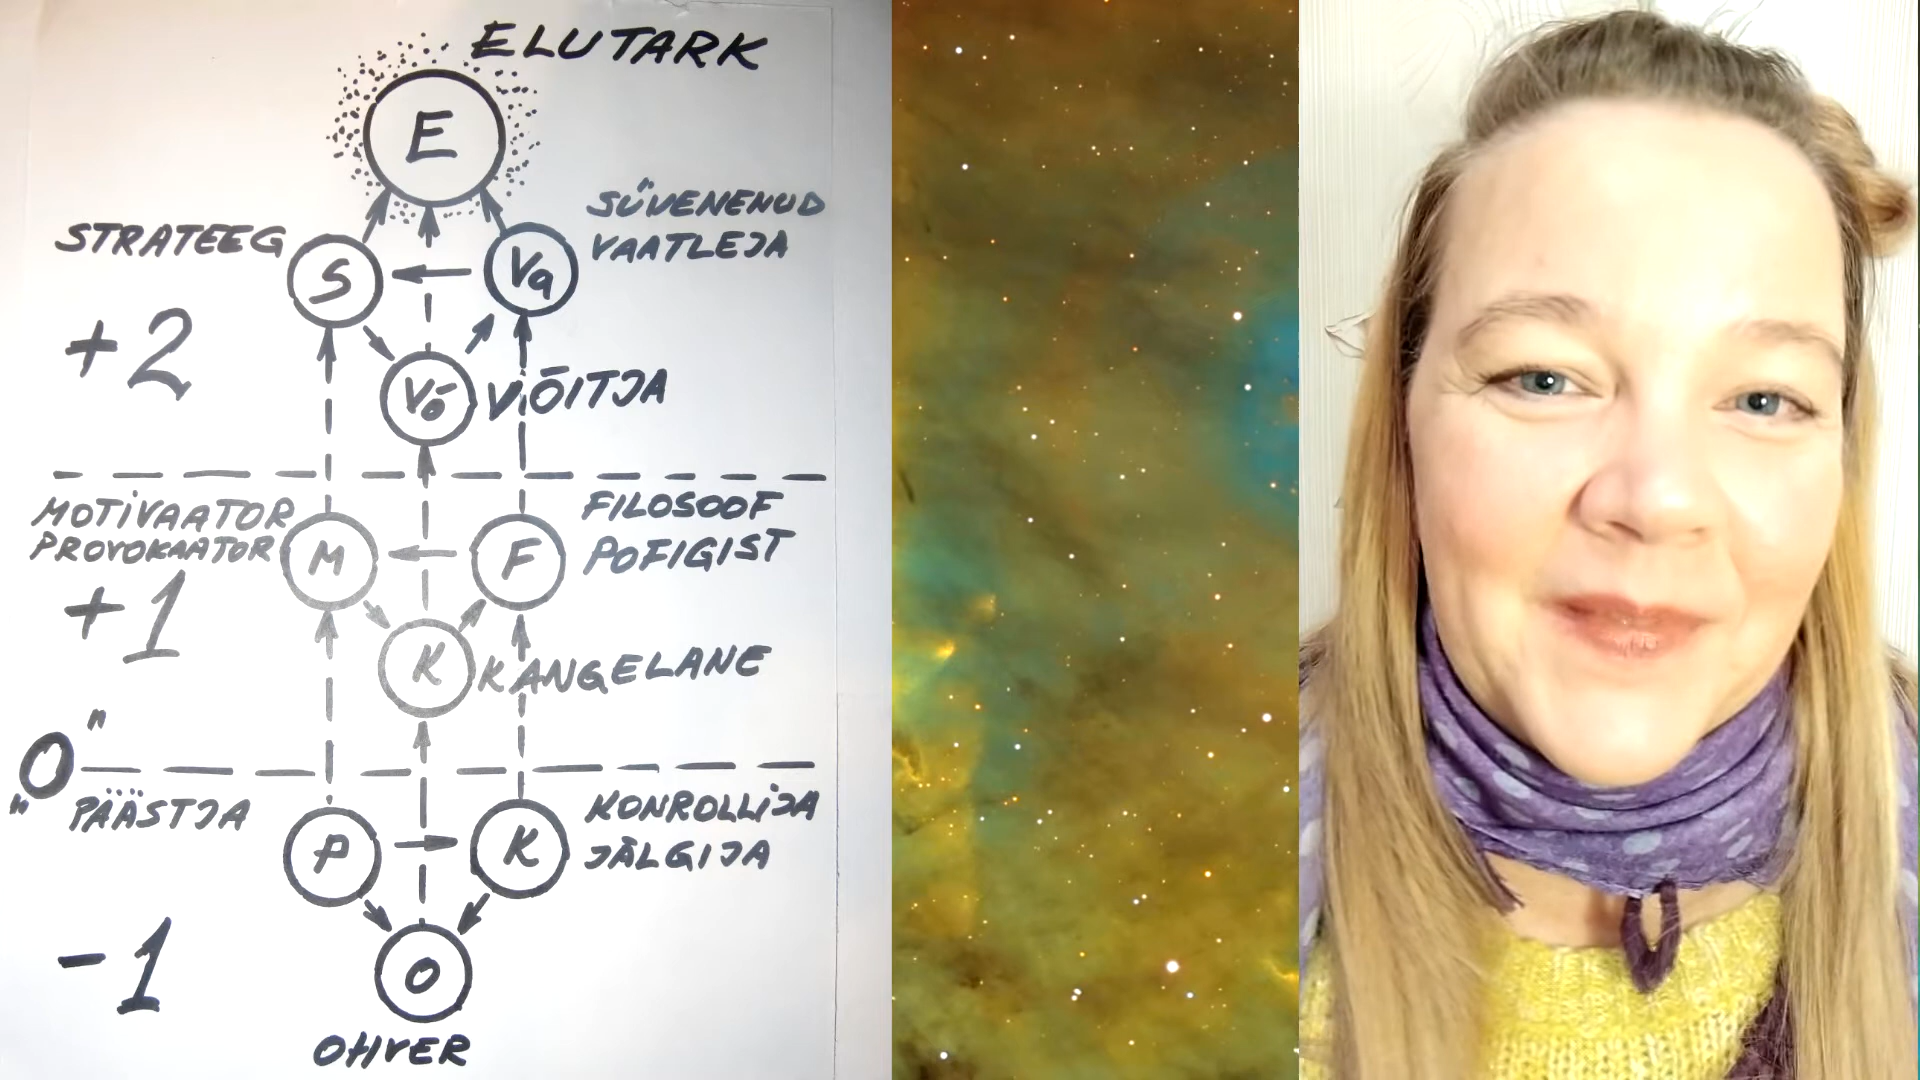 ELUTARK
E
STRATEEG
SÜVENENUD
VAATLEJA
S
Va
+2
Võ
VÕITJA
MOTIVAATOR
PROVOKAATOR
M
F
FILOSOOF
POFIGIST
+1
K
KANGELANE
"0"
PÄÄSTJA
KONROLLIJA
JÄLGIJA
P
K
-1
O
OHVER